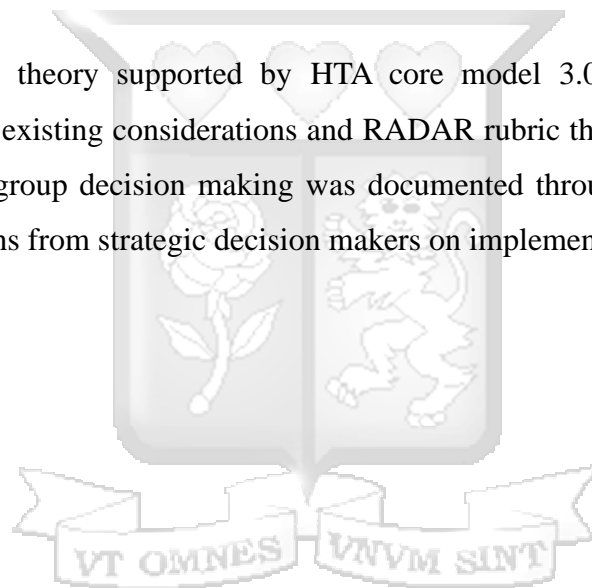 theory supported by HTA core model 3.0
existing considerations and RADAR rubric th
group decision making was documented throu
ns from strategic decision makers on implemen
VT OMNES VNVM SINT